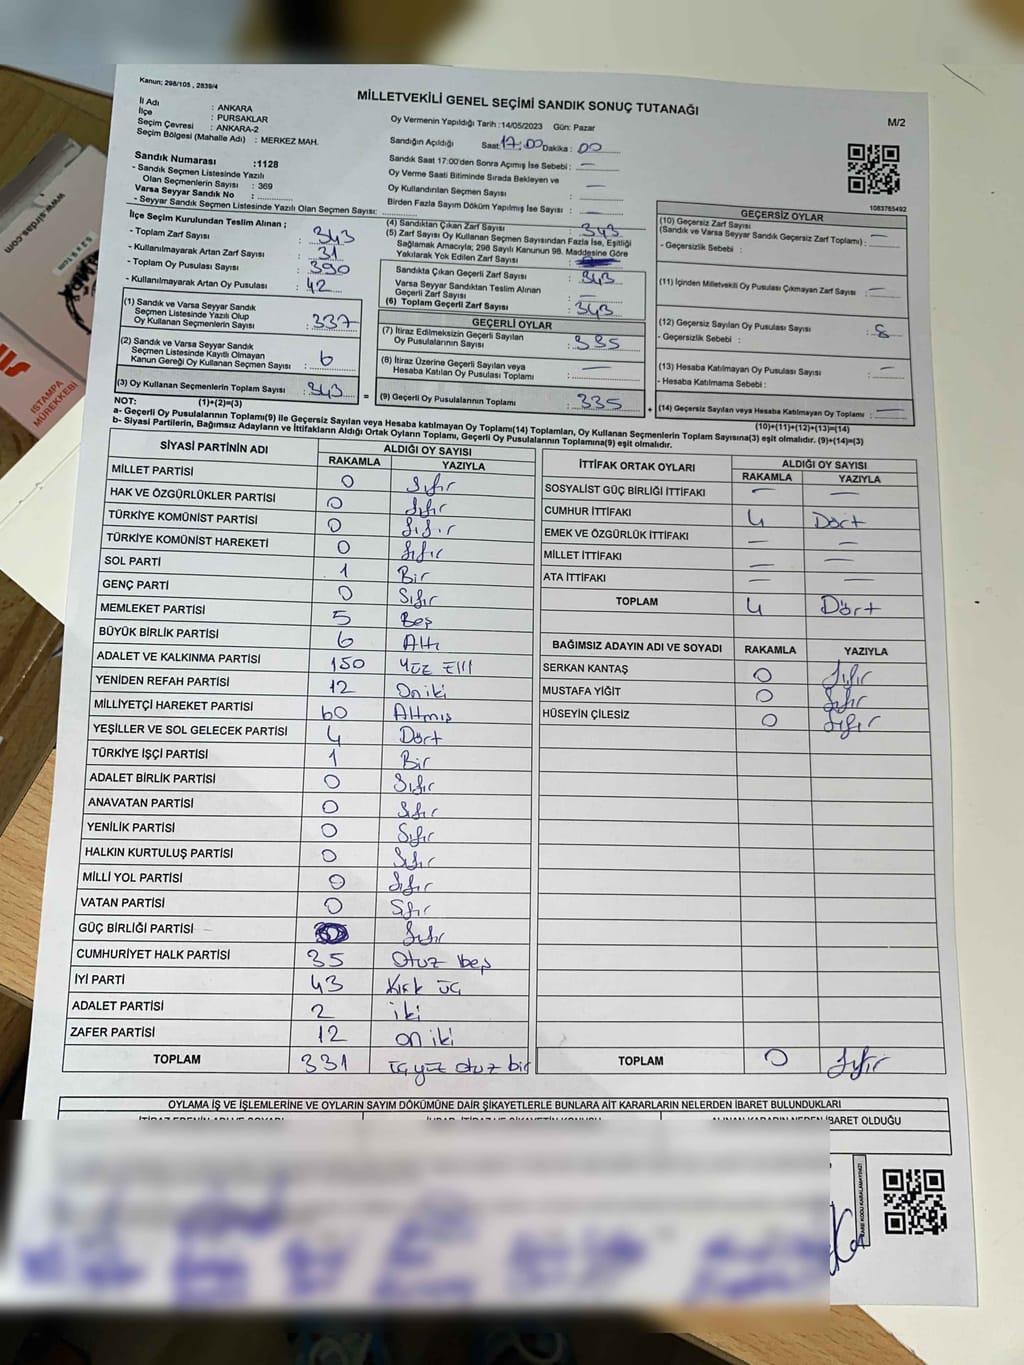 Kanun; 298/105 , 2839/4
MİLLETVEKİLİ GENEL SEÇİMİ SANDIK SONUÇ TUTANAĞI
M/2
İl Adı : ANKARA
İlçe : PURSAKLAR
Seçim Çevresi : ANKARA-2
Seçim Bölgesi (Mahalle Adı) : MERKEZ MAH.
Oy Vermenin Yapıldığı Tarih :14/05/2023 Gün: Pazar
Sandığın Açıldığı Saat:17:00 Dakika: 00
Sandık Saat 17:00'den Sonra Açımış İse Sebebi : —
Oy Verme Saati Bitiminde Sırada Bekleyen ve
Oy Kullandırılan Seçmen Sayısı : —
Birden Fazla Sayım Döküm Yapılmış İse Sayısı : —
Sandık Numarası :1128
- Sandık Seçmen Listesinde Yazılı
Olan Seçmenlerin Sayısı : 369
Varsa Seyyar Sandık No :
- Seyyar Sandık Seçmen Listesinde Yazılı Olan Seçmen Sayısı:
1083765492
İlçe Seçim Kurulundan Teslim Alınan ;
- Toplam Zarf Sayısı : 343
- Kullanılmayarak Artan Zarf Sayısı : 31
- Toplam Oy Pusulası Sayısı : 390
- Kullanılmayarak Artan Oy Pusulası : 42
(1) Sandık ve Varsa Seyyar Sandık
Seçmen Listesinde Yazılı Olup
Oy Kullanan Seçmenlerin Sayısı : 337
(2) Sandık ve Varsa Seyyar Sandık
Seçmen Listesinde Kayıtlı Olmayan
Kanun Gereği Oy Kullanan Seçmen Sayısı : 6
(3) Oy Kullanan Seçmenlerin Toplam Sayısı : 343
(4) Sandıktan Çıkan Zarf Sayısı : 343
(5) Zarf Sayısı Oy Kullanan Seçmen Sayısından Fazla İse, Eşitliği
Sağlamak Amacıyla; 298 Sayılı Kanunun 98. Maddesine Göre
Yakılarak Yok Edilen Zarf Sayısı :
Sandıkta Çıkan Geçerli Zarf Sayısı : 343
Varsa Seyyar Sandıktan Teslim Alınan
Geçerli Zarf Sayısı : —
(6) Toplam Geçerli Zarf Sayısı : 343
GEÇERLİ OYLAR
(7) İtiraz Edilmeksizin Geçerli Sayılan
Oy Pusulalarının Sayısı : 335
(8) İtiraz Üzerine Geçerli Sayılan veya
Hesaba Katılan Oy Pusulası Toplamı : —
= (9) Geçerli Oy Pusulalarının Toplamı : 335 +
GEÇERSİZ OYLAR
(10) Geçersiz Zarf Sayısı
(Sandık ve Varsa Seyyar Sandık Geçersiz Zarf Toplamı) : —
- Geçersizlik Sebebi :
(11) İçinden Milletvekili Oy Pusulası Çıkmayan Zarf Sayısı : —
(12) Geçersiz Sayılan Oy Pusulası Sayısı : 8
- Geçersizlik Sebebi :
(13) Hesaba Katılmayan Oy Pusulası Sayısı : —
- Hesaba Katılmama Sebebi :
(14) Geçersiz Sayılan veya Hesaba Katılmayan Oy Toplamı : —
NOT: (1)+(2)=(3)
(10)+(11)+(12)+(13)=(14)
a- Geçerli Oy Pusulalarının Toplamı(9) ile Geçersiz Sayılan veya Hesaba katılmayan Oy Toplamı(14) Toplamları, Oy Kullanan Seçmenlerin Toplam Sayısına(3) eşit olmalıdır. (9)+(14)=(3)
b- Siyasi Partilerin, Bağımsız Adayların ve İttifakların Aldığı Ortak Oyların Toplamı, Geçerli Oy Pusulalarının Toplamına(9) eşit olmalıdır.
SİYASİ PARTİNİN ADI ALDIĞI OY SAYISI
RAKAMLA YAZIYLA
MİLLET PARTİSİ 0 Sıfır
HAK VE ÖZGÜRLÜKLER PARTİSİ 0 Sıfır
TÜRKİYE KOMÜNİST PARTİSİ 0 Sıfır
TÜRKİYE KOMÜNİST HAREKETİ 0 Sıfır
SOL PARTİ 1 Bir
GENÇ PARTİ 0 Sıfır
MEMLEKET PARTİSİ 5 Beş
BÜYÜK BİRLİK PARTİSİ 6 Altı
ADALET VE KALKINMA PARTİSİ 150 Yüz Elli
YENİDEN REFAH PARTİSİ 12 On iki
MİLLİYETÇİ HAREKET PARTİSİ 60 Altmış
YEŞİLLER VE SOL GELECEK PARTİSİ 4 Dört
TÜRKİYE İŞÇİ PARTİSİ 1 Bir
ADALET BİRLİK PARTİSİ 0 Sıfır
ANAVATAN PARTİSİ 0 Sıfır
YENİLİK PARTİSİ 0 Sıfır
HALKIN KURTULUŞ PARTİSİ 0 Sıfır
MİLLİ YOL PARTİSİ 0 Sıfır
VATAN PARTİSİ 0 Sıfır
GÜÇ BİRLİĞİ PARTİSİ Sıfır
CUMHURİYET HALK PARTİSİ 35 Otuz beş
İYİ PARTİ 43 Kırk üç
ADALET PARTİSİ 2 iki
ZAFER PARTİSİ 12 on iki
TOPLAM 331 üçyüz otuz bir
İTTİFAK ORTAK OYLARI ALDIĞI OY SAYISI
RAKAMLA YAZIYLA
SOSYALİST GÜÇ BİRLİĞİ İTTİFAKI — —
CUMHUR İTTİFAKI 4 Dört
EMEK VE ÖZGÜRLÜK İTTİFAKI — —
MİLLET İTTİFAKI — —
ATA İTTİFAKI — —
TOPLAM 4 Dört
BAĞIMSIZ ADAYIN ADI VE SOYADI RAKAMLA YAZIYLA
SERKAN KANTAŞ 0 Sıfır
MUSTAFA YİĞİT 0 Sıfır
HÜSEYİN ÇİLESİZ 0 Sıfır
TOPLAM 0 Sıfır
OYLAMA İŞ VE İŞLEMLERİNE VE OYLARIN SAYIM DÖKÜMÜNE DAİR ŞİKAYETLERLE BUNLARA AİT KARARLARIN NELERDEN İBARET BULUNDUKLARI
İBARET OLDUĞU
İSTAMPA
MÜREKKEBİ